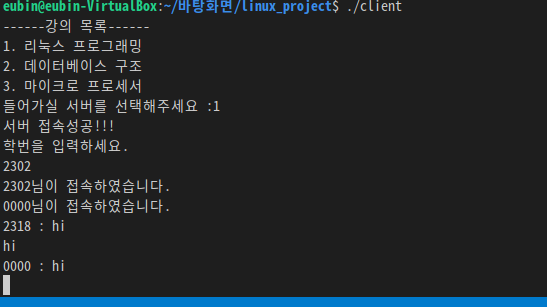 eubin@eubin-VirtualBox:~/바탕화면/linux_project$ ./client
------강의 목록------
1. 리눅스 프로그래밍
2. 데이터베이스 구조
3. 마이크로 프로세서
들어가실 서버를 선택해주세요 :1
서버 접속성공!!!
학번을 입력하세요.
2302
2302님이 접속하였습니다.
0000님이 접속하였습니다.
2318 : hi
hi
0000 : hi